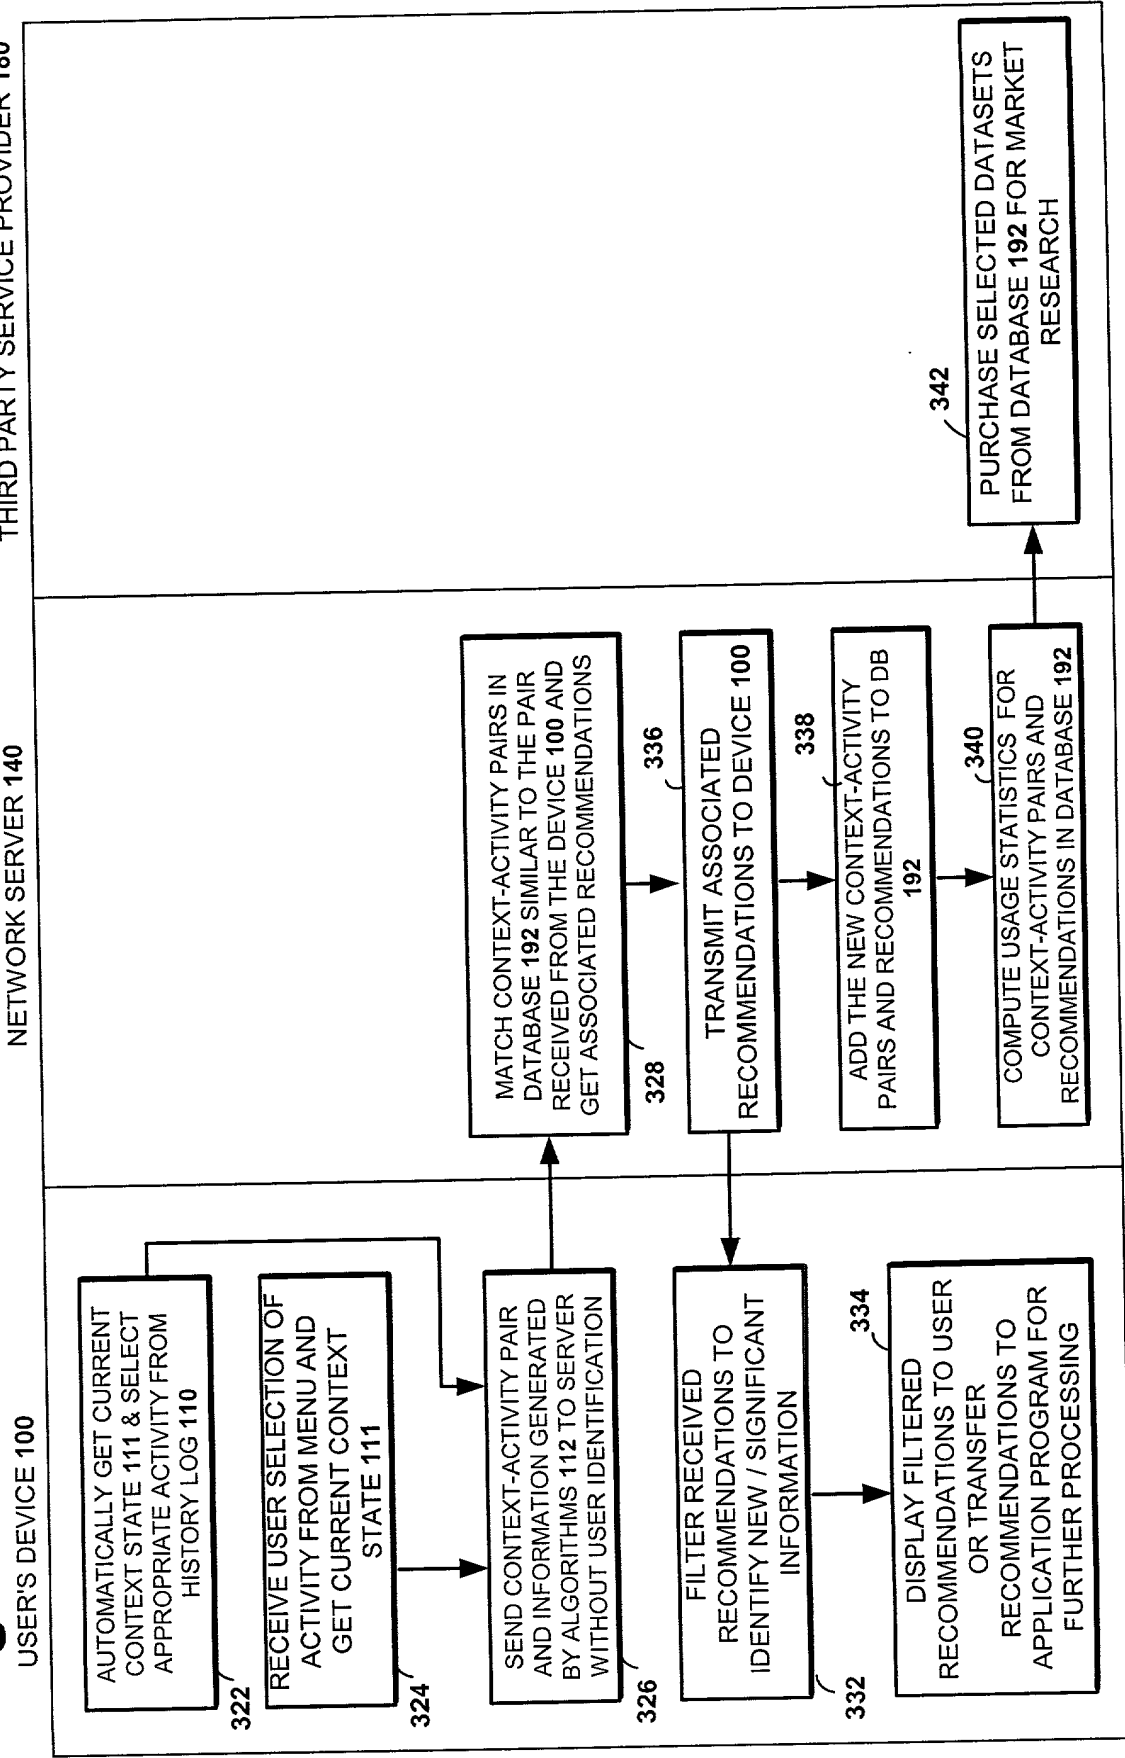 USER'S DEVICE 100
NETWORK SERVER 140
THIRD PARTY SERVICE PROVIDER 180
AUTOMATICALLY GET CURRENT
CONTEXT STATE 111 & SELECT
APPROPRIATE ACTIVITY FROM
HISTORY LOG 110
322
RECEIVE USER SELECTION OF
ACTIVITY FROM MENU AND
GET CURRENT CONTEXT
STATE 111
324
SEND CONTEXT-ACTIVITY PAIR
AND INFORMATION GENERATED
BY ALGORITHMS 112 TO SERVER
WITHOUT USER IDENTIFICATION
326
FILTER RECEIVED
RECOMMENDATIONS TO
IDENTIFY NEW / SIGNIFICANT
INFORMATION
332
334
DISPLAY FILTERED
RECOMMENDATIONS TO USER
OR TRANSFER
RECOMMENDATIONS TO
APPLICATION PROGRAM FOR
FURTHER PROCESSING
MATCH CONTEXT-ACTIVITY PAIRS IN
DATABASE 192 SIMILAR TO THE PAIR
RECEIVED FROM THE DEVICE 100 AND
GET ASSOCIATED RECOMMENDATIONS
328
336
TRANSMIT ASSOCIATED
RECOMMENDATIONS TO DEVICE 100
338
ADD THE NEW CONTEXT-ACTIVITY
PAIRS AND RECOMMENDATIONS TO DB
192
340
COMPUTE USAGE STATISTICS FOR
CONTEXT-ACTIVITY PAIRS AND
RECOMMENDATIONS IN DATABASE 192
342
PURCHASE SELECTED DATASETS
FROM DATABASE 192 FOR MARKET
RESEARCH